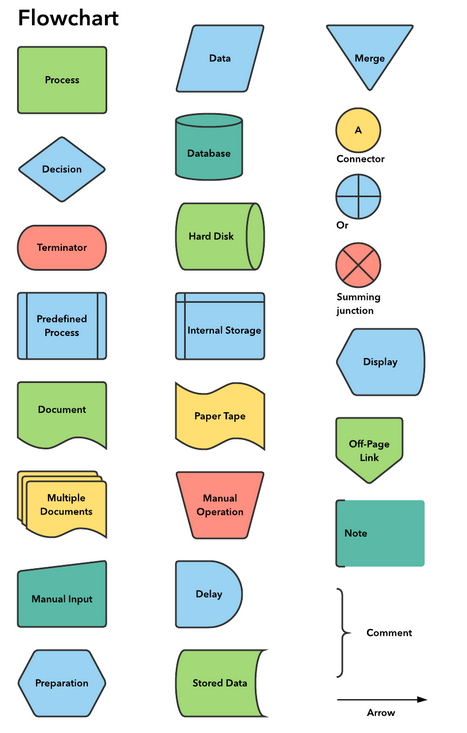 Flowchart
Process
Decision
Terminator
Predefined
Process
Document
Multiple
Documents
Manual Input
Preparation
Data
Database
Hard Disk
Internal Storage
Paper Tape
Manual
Operation
Delay
Stored Data
Merge
A
Connector
Or
Summing
junction
Display
Off-Page
Link
Note
Comment
Arrow